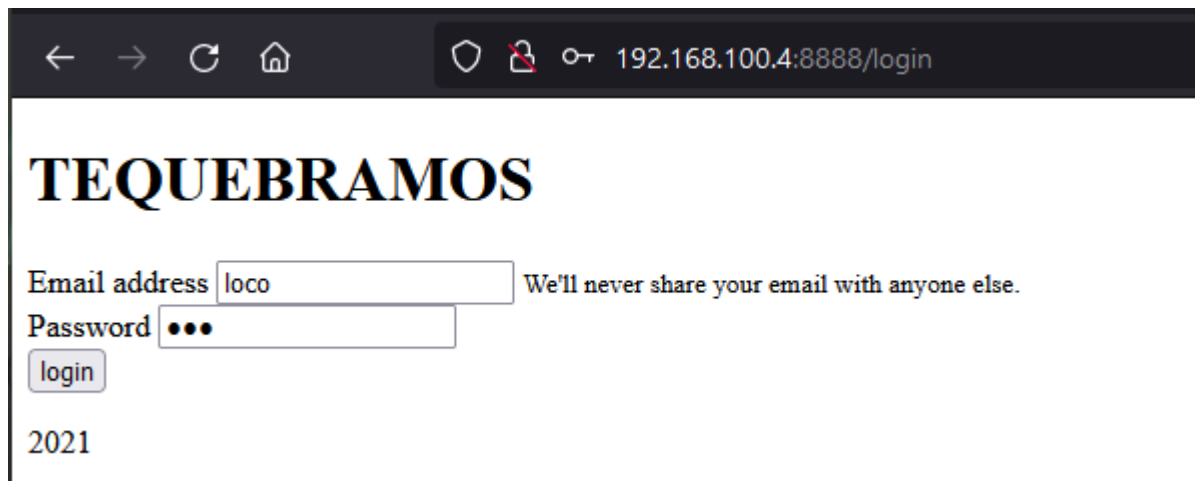 192.168.100.4:8888/login
TEQUEBRAMOS
Email address loco We'll never share your email with anyone else.
Password ●●●
login
2021